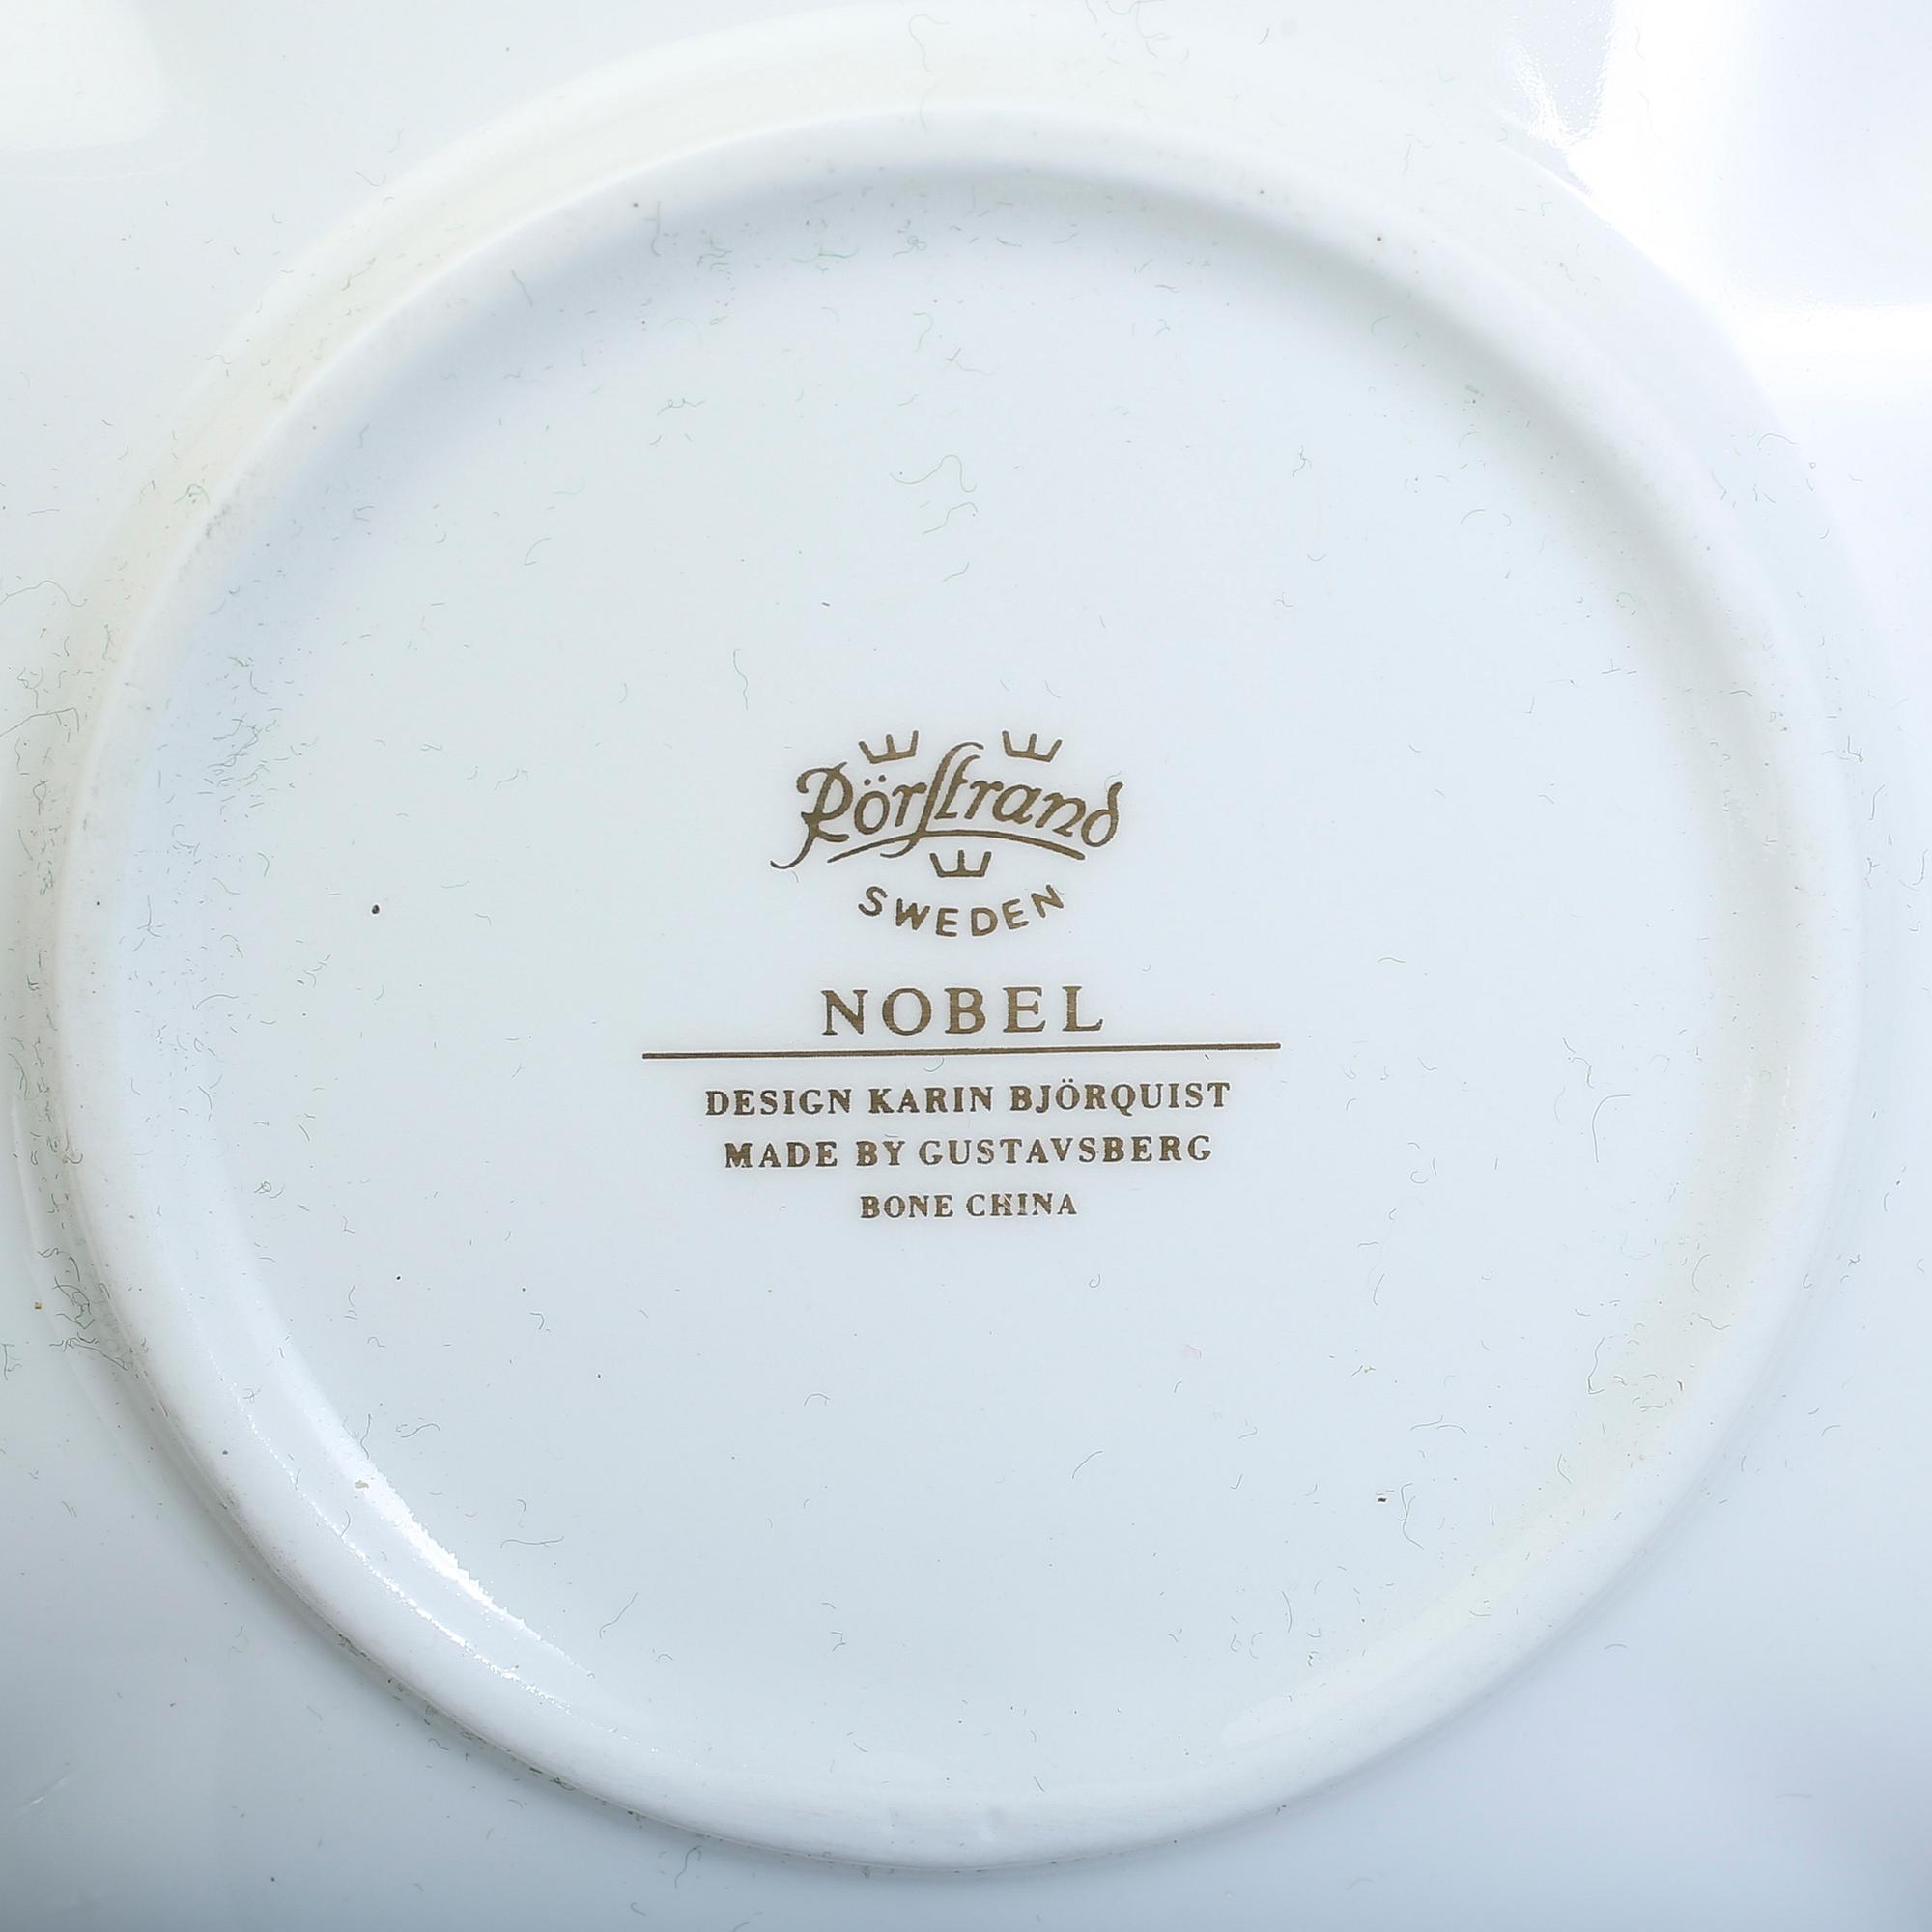 Rörstrand
SWEDEN
NOBEL
DESIGN KARIN BJÖRQUIST
MADE BY GUSTAVSBERG
BONE CHINA